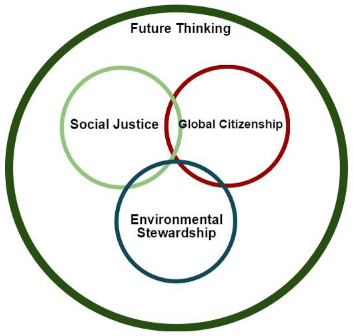 Future Thinking
Social Justice
Global Citizenship
Environmental
Stewardship